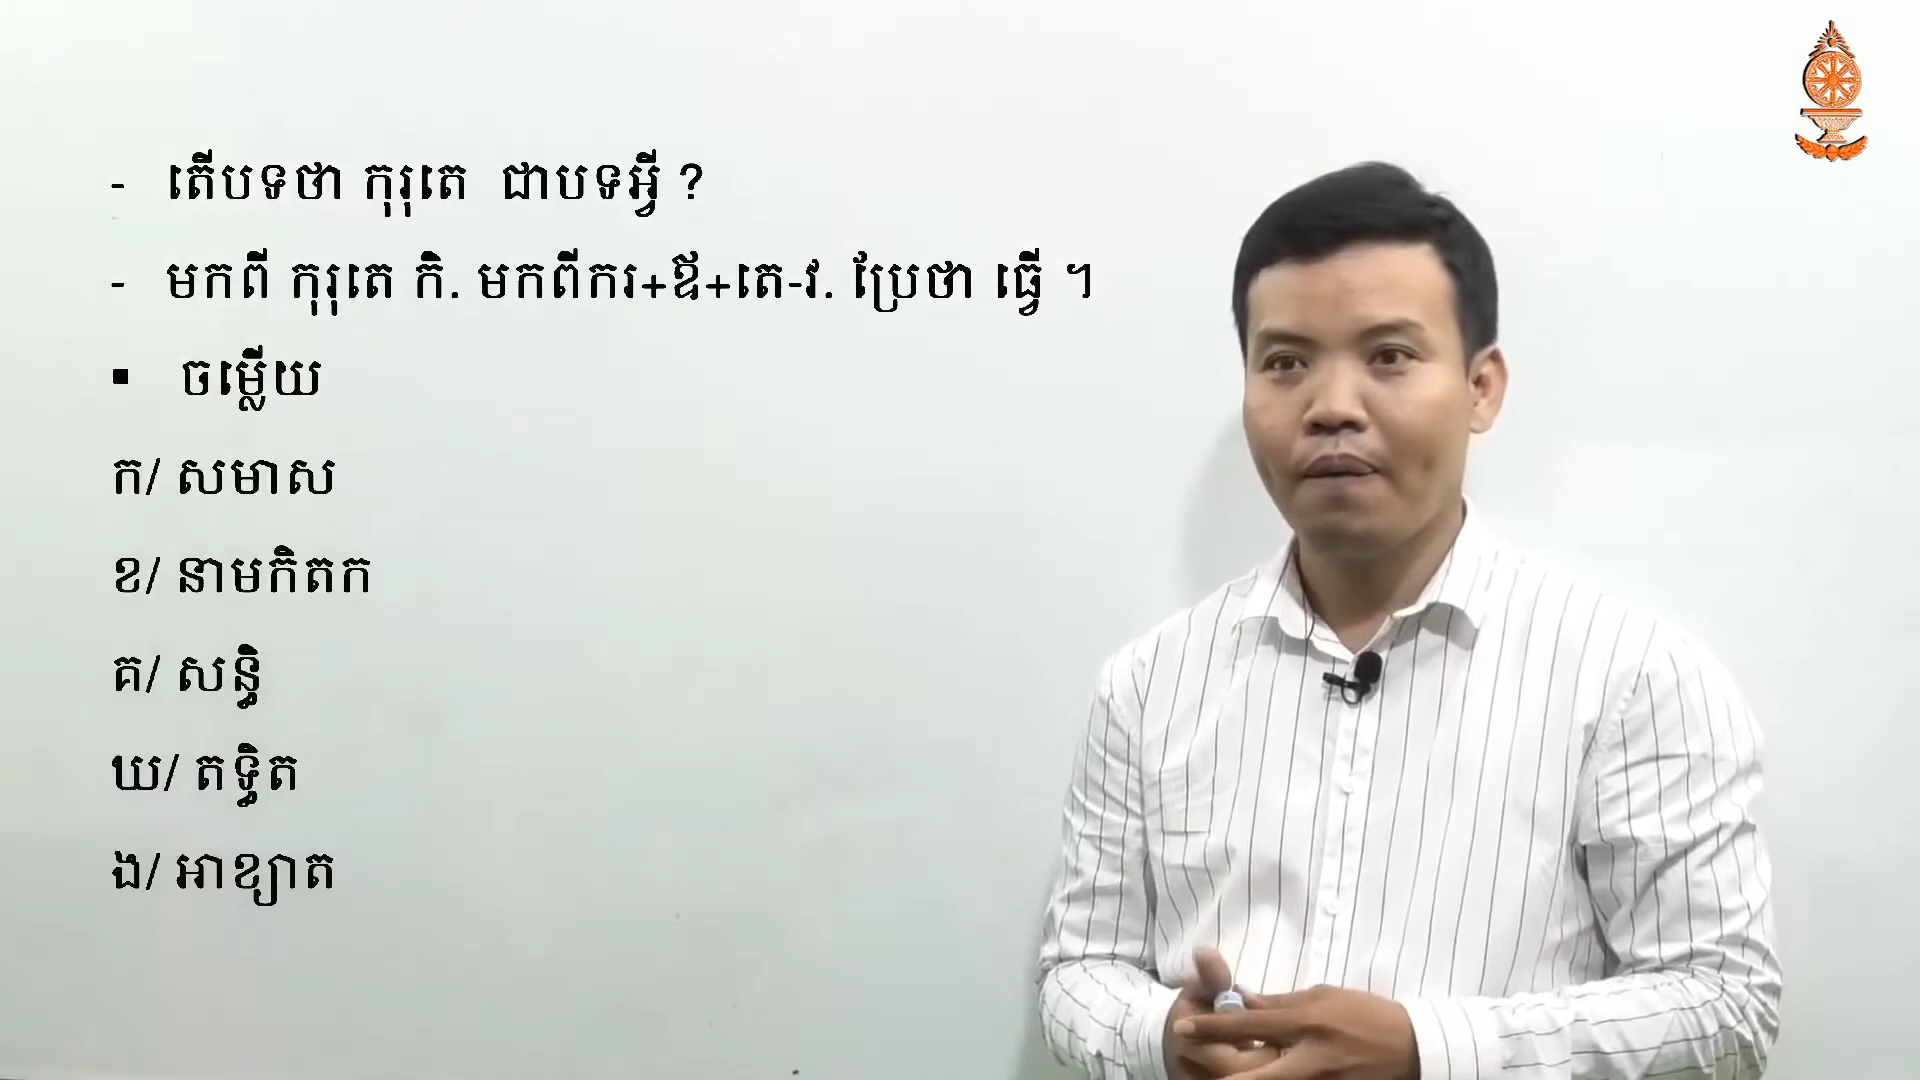 - តើបទថា កុរុតេ ជាបទអ្វី ?
- មកពី កុរុតេ កិ. មកពីករ+ឪ+តេ-វ. ប្រែថា ធ្វើ ។
▪ ចម្លើយ
ក/ សមាស
ខ/ នាមកិតក
គ/ សន្ធិ
ឃ/ តទ្ធិត
ង/ អាខ្យាត